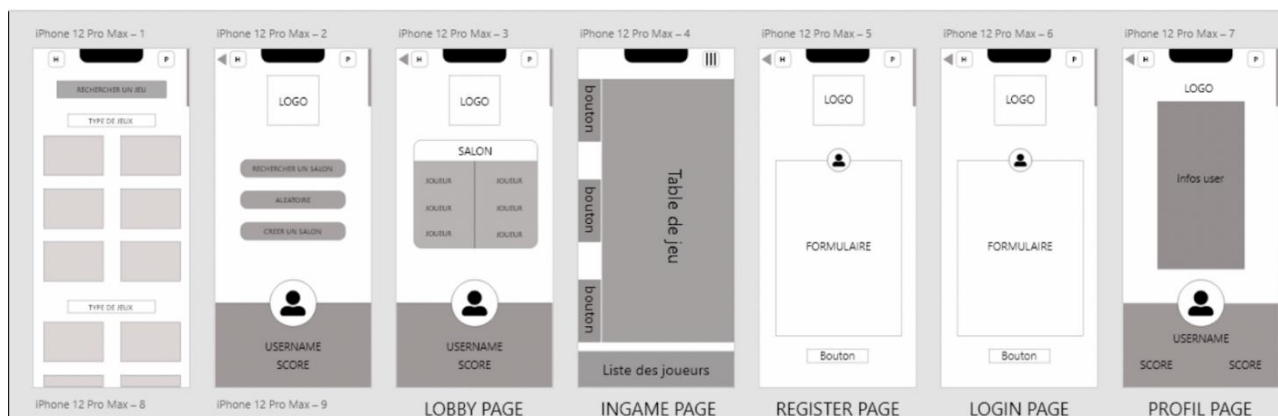 iPhone 12 Pro Max – 1
H
P
RECHERCHER UN JEU
TYPE DE JEUX
TYPE DE JEUX
iPhone 12 Pro Max – 8
iPhone 12 Pro Max – 2
H
P
LOGO
RECHERCHER UN SALON
ALEATOIRE
CREER UN SALON
USERNAME
SCORE
iPhone 12 Pro Max – 9
iPhone 12 Pro Max – 3
H
P
LOGO
SALON
JOUEUR JOUEUR
JOUEUR JOUEUR
JOUEUR JOUEUR
USERNAME
SCORE
LOBBY PAGE
iPhone 12 Pro Max – 4
bouton
bouton
bouton
Table de jeu
Liste des joueurs
INGAME PAGE
iPhone 12 Pro Max – 5
H
P
LOGO
FORMULAIRE
Bouton
REGISTER PAGE
iPhone 12 Pro Max – 6
H
P
LOGO
FORMULAIRE
Bouton
LOGIN PAGE
iPhone 12 Pro Max – 7
H
P
LOGO
Infos user
USERNAME
SCORE SCORE
PROFIL PAGE